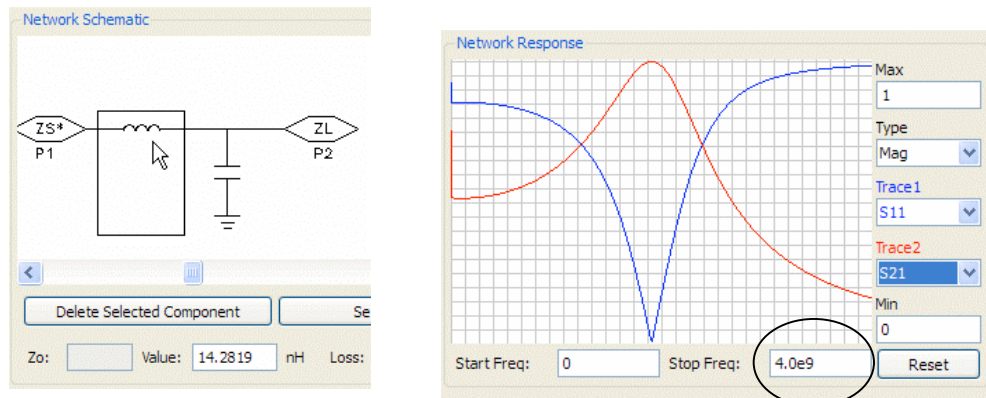 Network Schematic
ZS*
P1
ZL
P2
Delete Selected Component
Se
Zo:
Value:
14.2819
nH
Loss:
Network Response
Max
1
Type
Mag
Trace1
S11
Trace2
S21
Min
0
Start Freq:
0
Stop Freq:
4.0e9
Reset